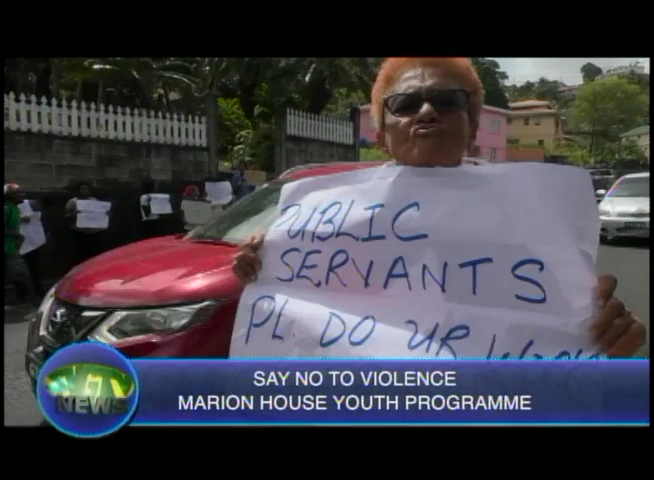 PUBLIC
SERVANTS
PL. DO UR
SAY NO TO VIOLENCE
MARION HOUSE YOUTH PROGRAMME
NEWS